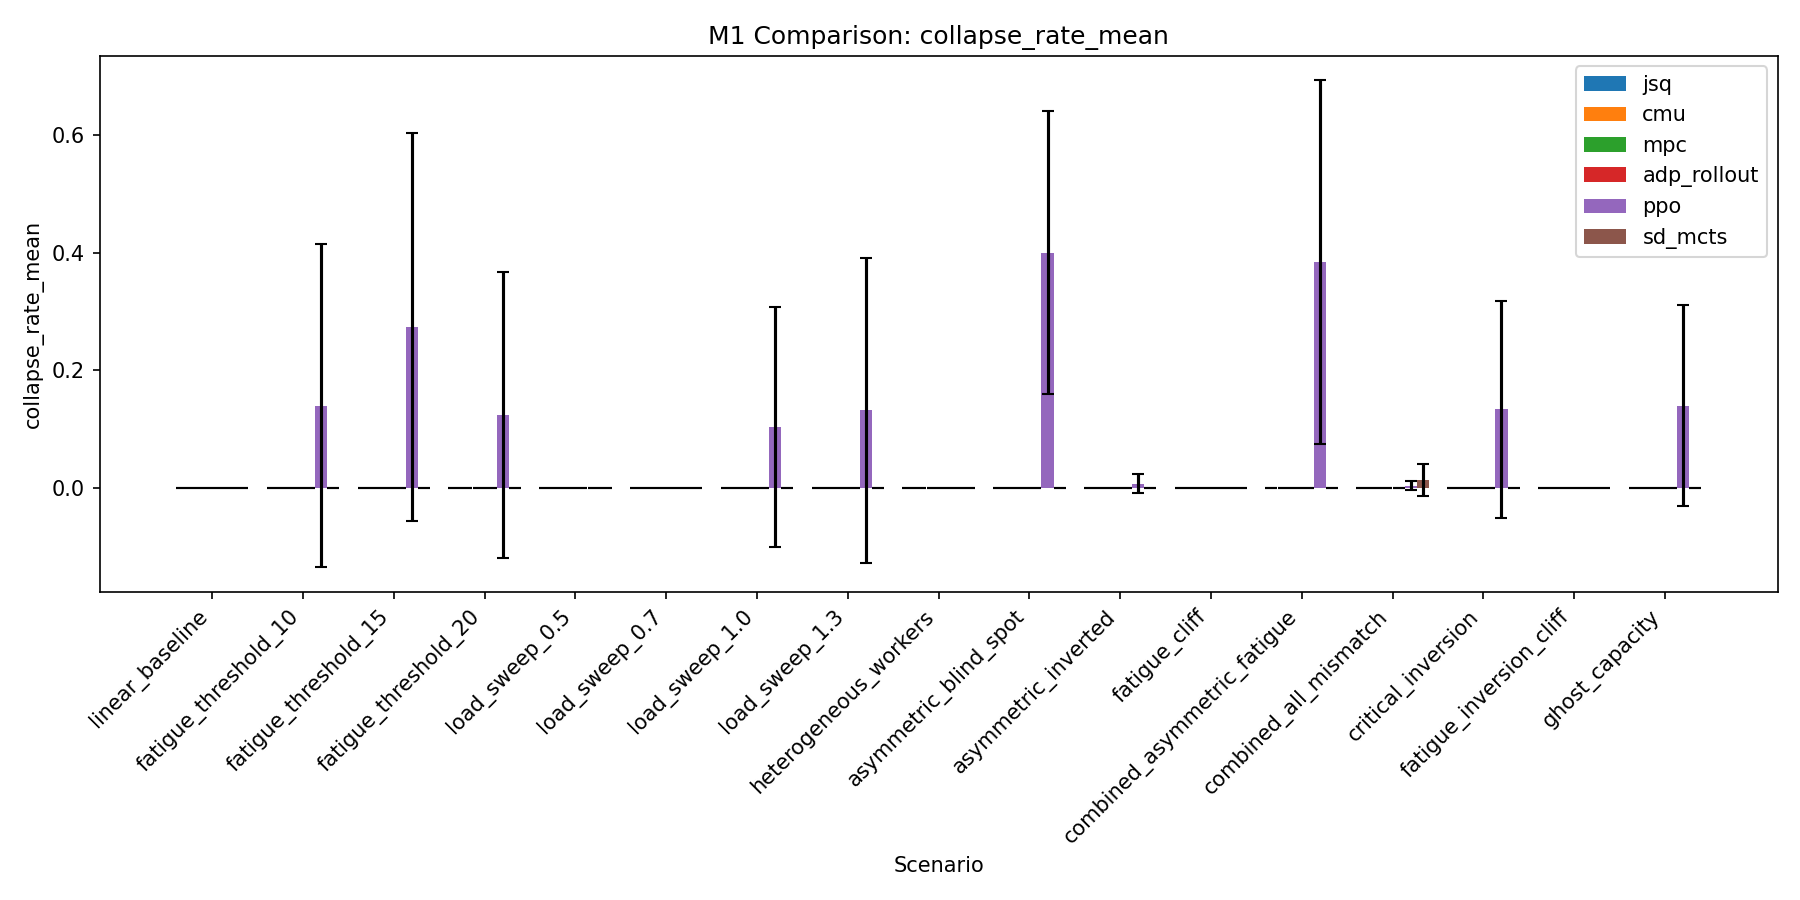 M1 Comparison: collapse_rate_mean
collapse_rate_mean
0.6
0.4
0.2
0.0
jsq
cmu
mpc
adp_rollout
ppo
sd_mcts
linear_baseline
fatigue_threshold_10
fatigue_threshold_15
fatigue_threshold_20
load_sweep_0.5
load_sweep_0.7
load_sweep_1.0
load_sweep_1.3
heterogeneous_workers
asymmetric_blind_spot
asymmetric_inverted
fatigue_cliff
combined_asymmetric_fatigue
combined_all_mismatch
critical_inversion
fatigue_inversion_cliff
ghost_capacity
Scenario